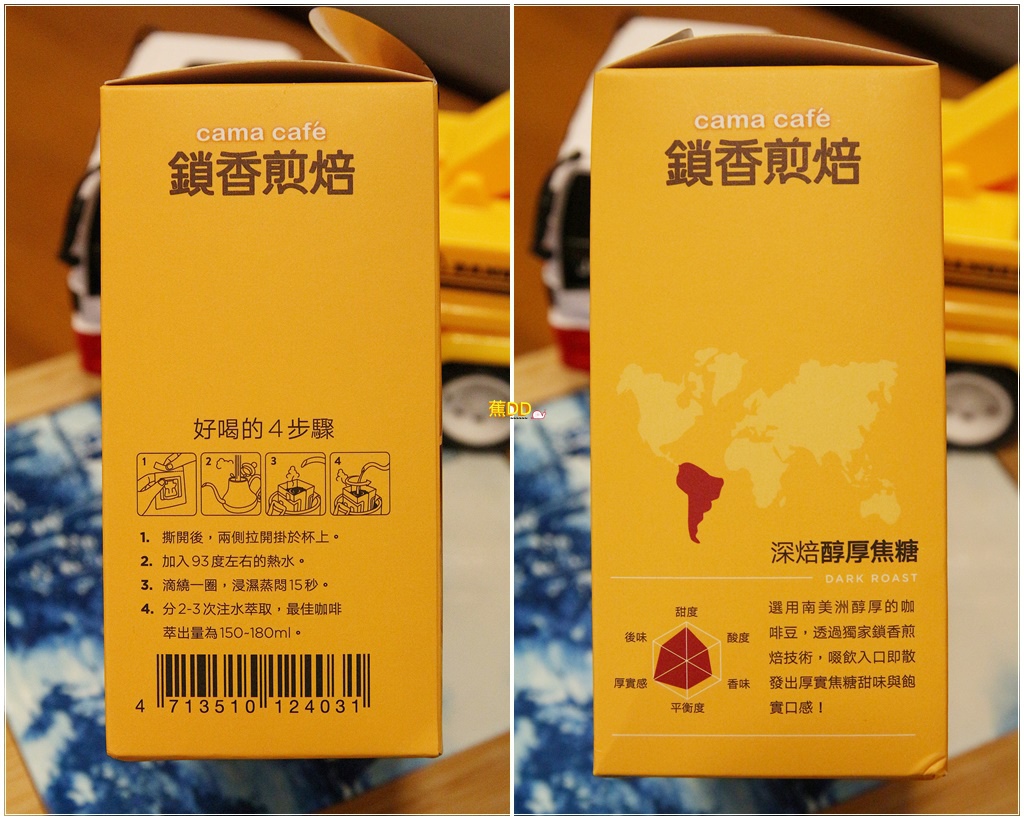 cama café
鎖香煎焙
好喝的4步驟
1 2 3 4
1. 撕開後，兩側拉開掛於杯上。
2. 加入93度左右的熱水。
3. 滴繞一圈，浸濕蒸悶15秒。
4. 分2-3次注水萃取，最佳咖啡
萃出量為150-180ml。
4 713510 124031
蕉DD
cama café
鎖香煎焙
深焙醇厚焦糖
DARK ROAST
甜度
酸度
香味
平衡度
厚實感
後味
選用南美洲醇厚的咖
啡豆，透過獨家鎖香煎
焙技術，啜飲入口即散
發出厚實焦糖甜味與飽
實口感！